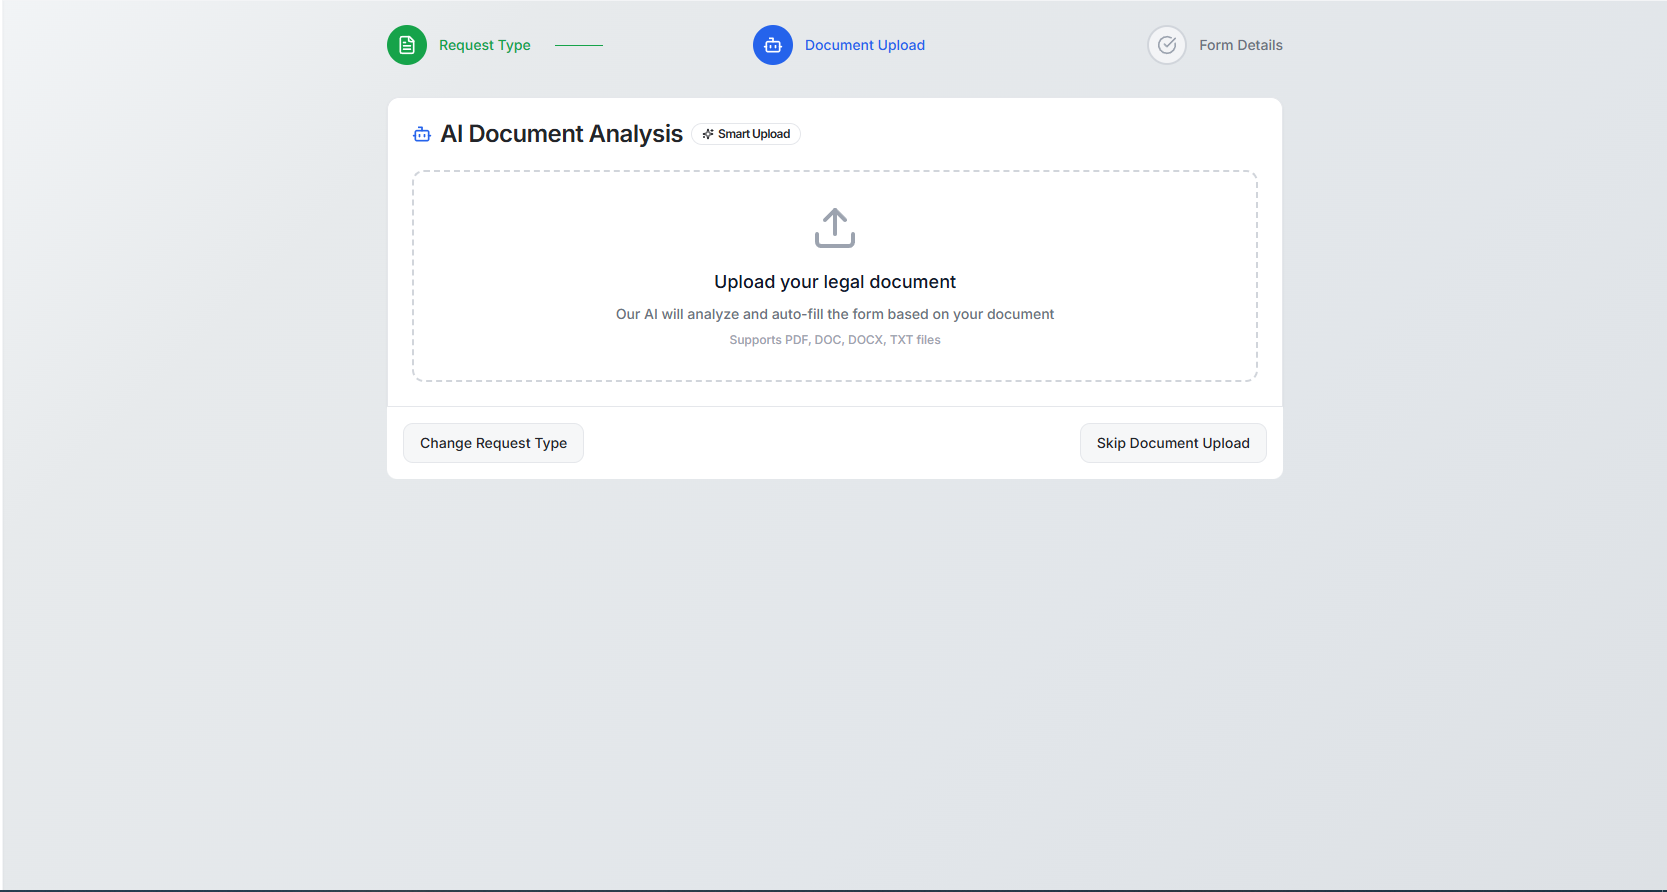 Request Type
Document Upload
Form Details
AI Document Analysis
Smart Upload
Upload your legal document
Our AI will analyze and auto-fill the form based on your document
Supports PDF, DOC, DOCX, TXT files
Change Request Type
Skip Document Upload